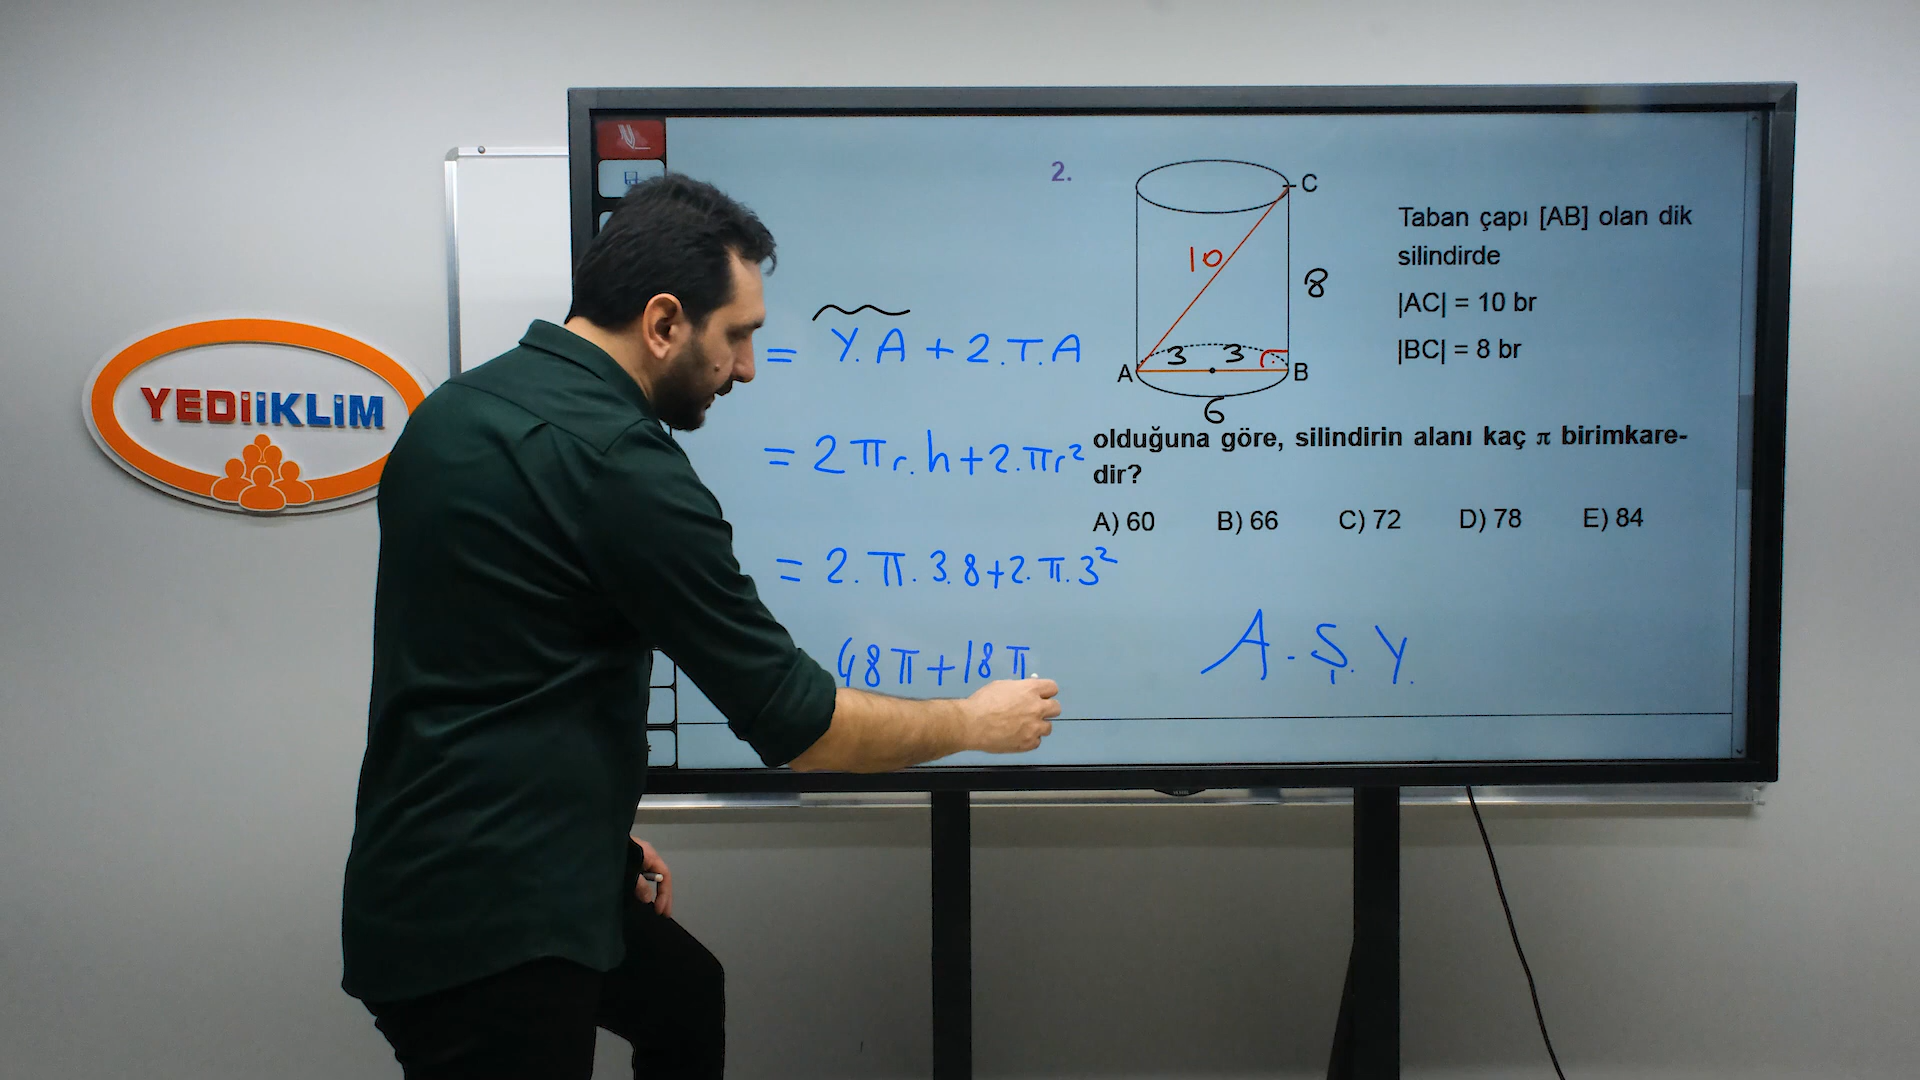 YEDİİKLİM
2.
C
10
8
3 3
A
B
6
Taban çapı [AB] olan dik
silindirde
|AC| = 10 br
|BC| = 8 br
olduğuna göre, silindirin alanı kaç π birimkare-
dir?
A) 60 B) 66 C) 72 D) 78 E) 84
= Y.A + 2.T.A
= 2πr.h+2.πr²
= 2.π.3.8+2.π.3²
48π+18π
A.Ş.Y.